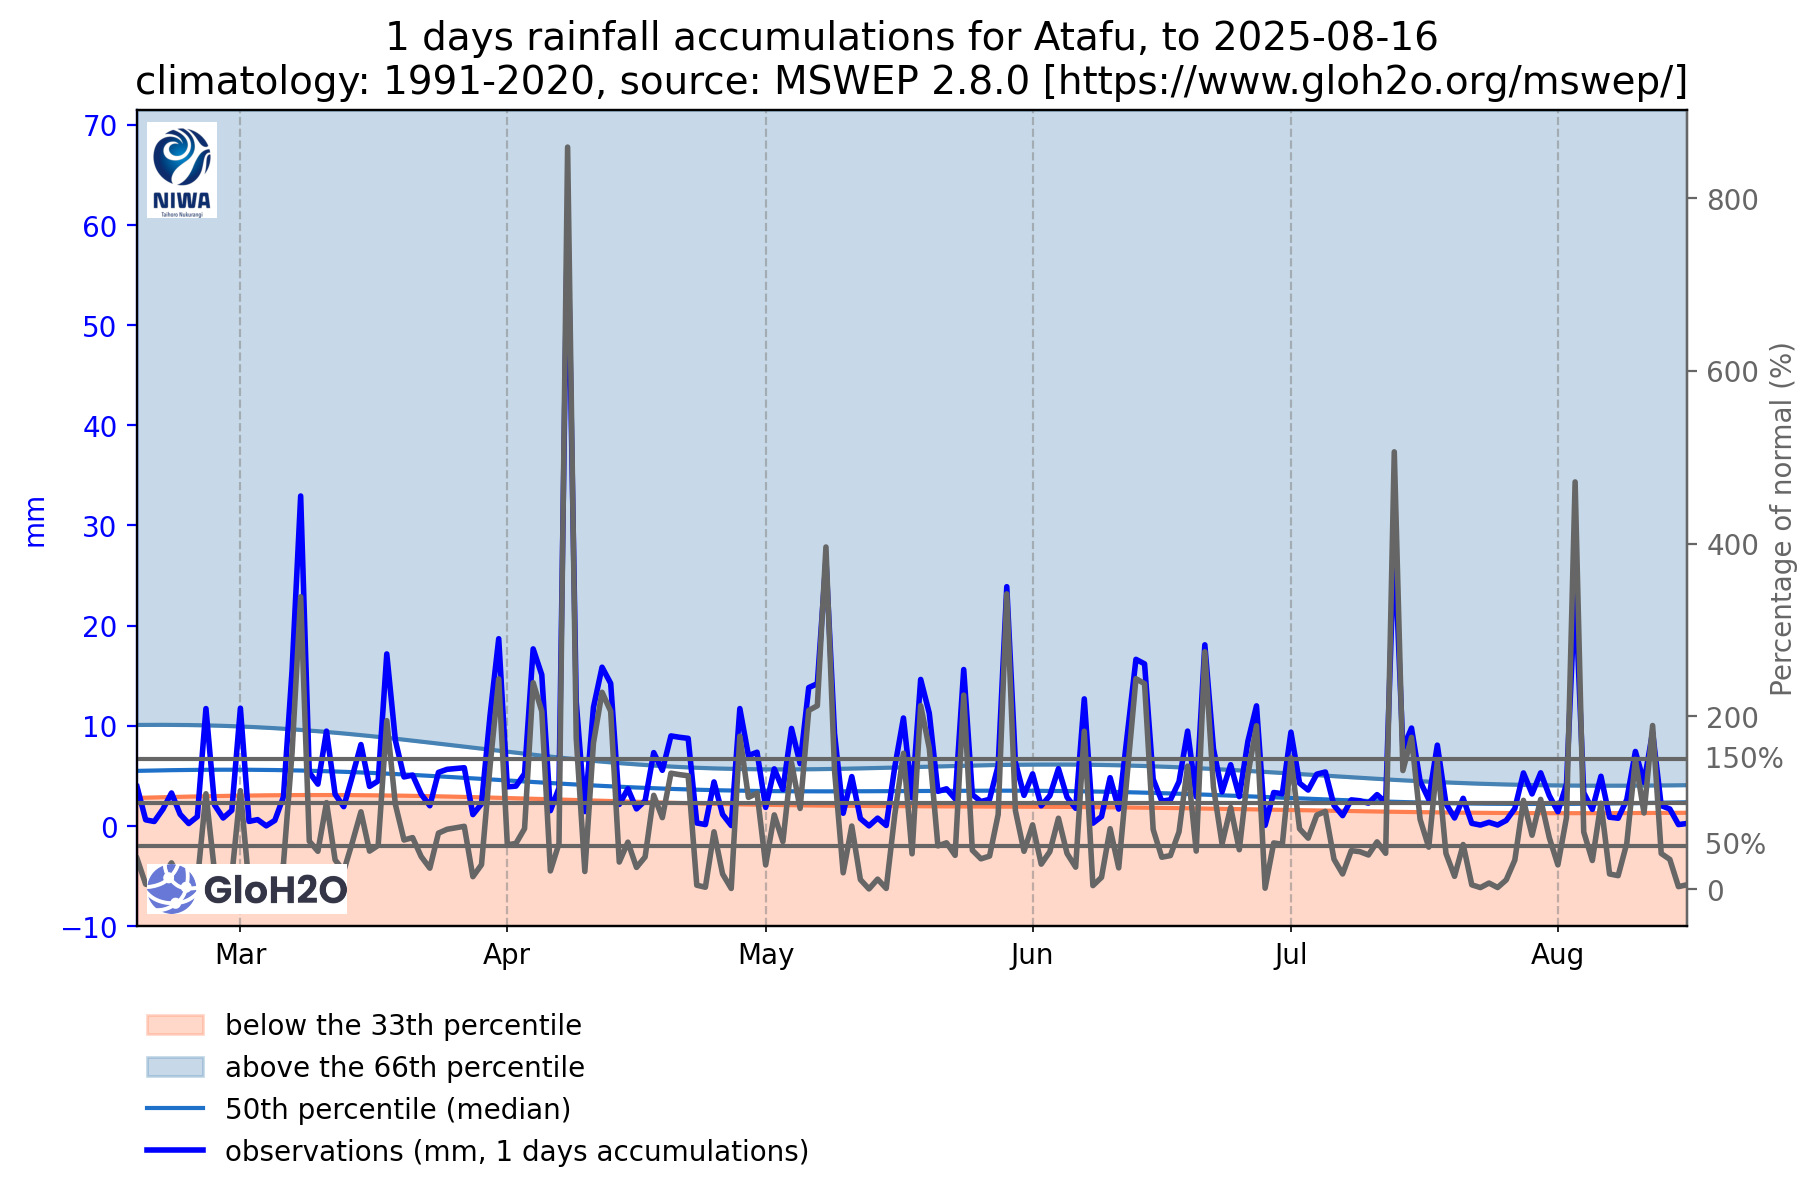 1 days rainfall accumulations for Atafu, to 2025-08-16
climatology: 1991-2020, source: MSWEP 2.8.0 [https://www.gloh2o.org/mswep/]
70
60
50
40
30
20
10
0
−10
mm
NIWA
Taihoro Nukurangi
GloH2O
800
600
400
200
150%
50%
0
Percentage of normal (%)
Mar
Apr
May
Jun
Jul
Aug
below the 33th percentile
above the 66th percentile
50th percentile (median)
observations (mm, 1 days accumulations)